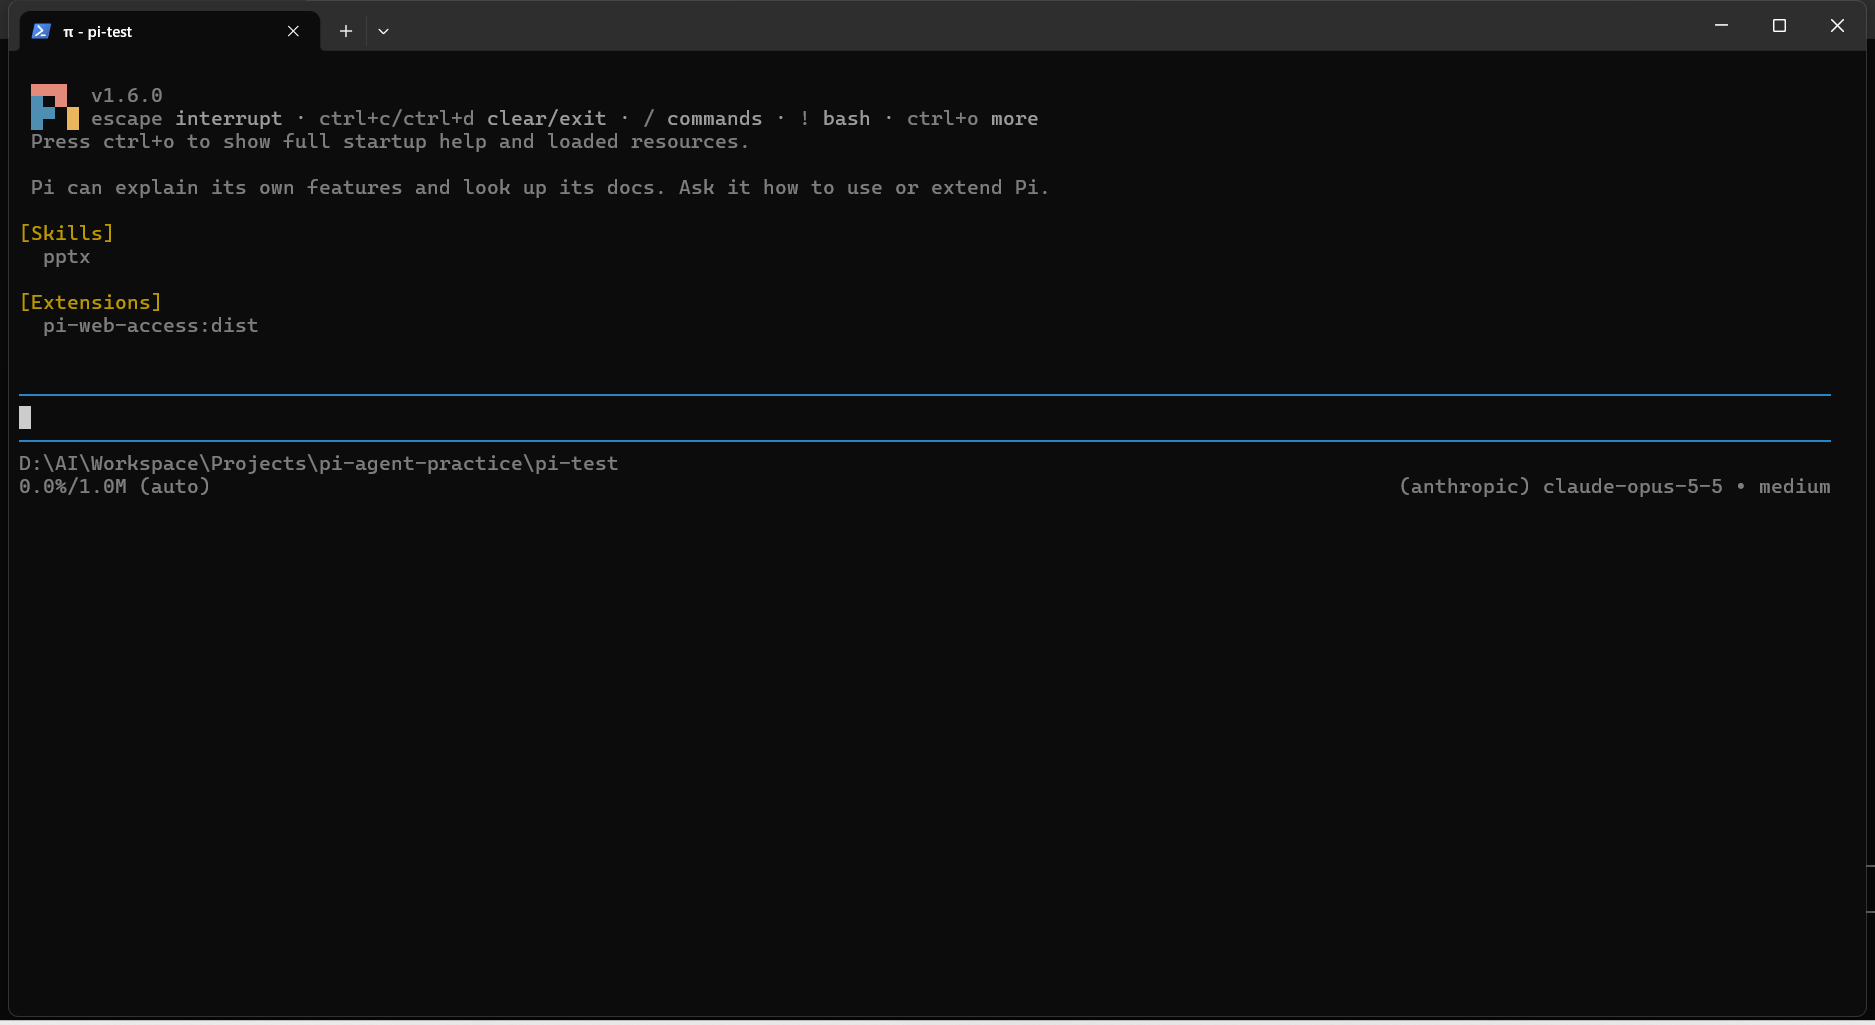 π - pi-test
v1.6.0
escape interrupt · ctrl+c/ctrl+d clear/exit · / commands · ! bash · ctrl+o more
Press ctrl+o to show full startup help and loaded resources.
Pi can explain its own features and look up its docs. Ask it how to use or extend Pi.
[Skills]
pptx
[Extensions]
pi-web-access:dist
D:\AI\Workspace\Projects\pi-agent-practice\pi-test
0.0%/1.0M (auto) (anthropic) claude-opus-5-5 • medium